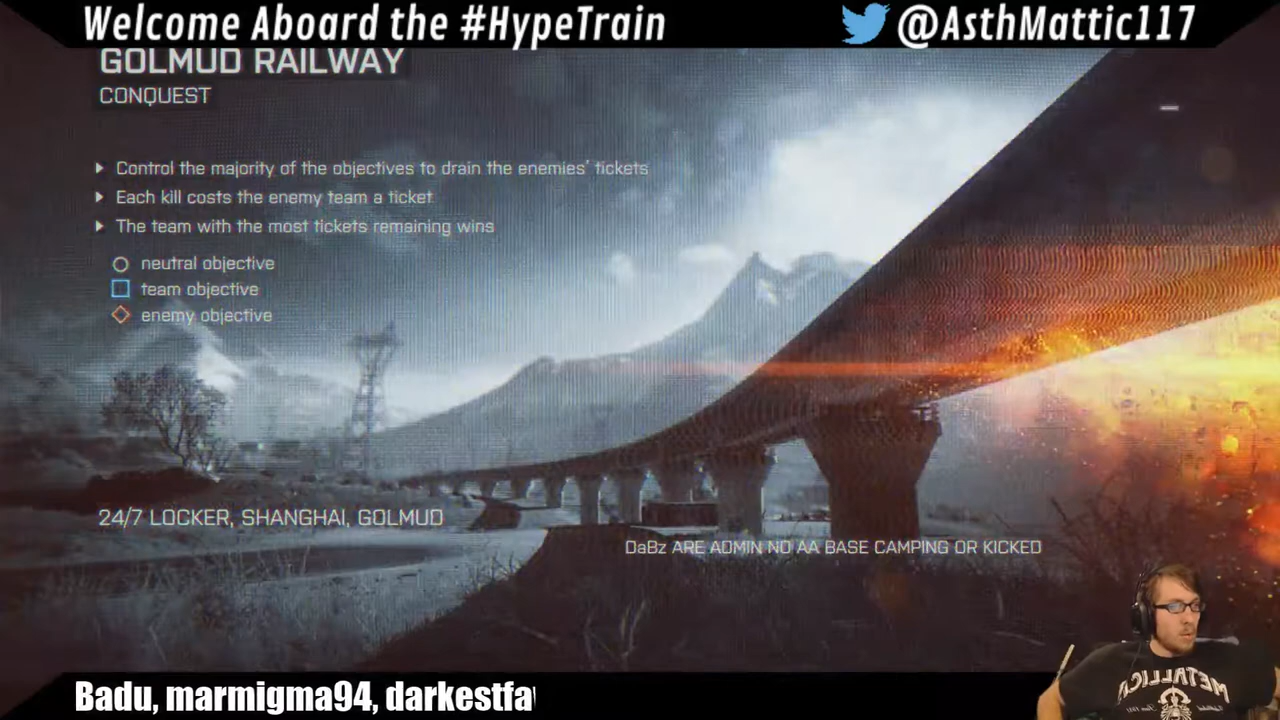 Welcome Aboard the #HypeTrain
@AsthMattic117
GOLMUD RAILWAY
CONQUEST
Control the majority of the objectives to drain the enemies' tickets
Each kill costs the enemy team a ticket
The team with the most tickets remaining wins
neutral objective
team objective
enemy objective
24/7 LOCKER, SHANGHAI, GOLMUD
DaBz ARE ADMIN NO AA BASE CAMPING OR KICKED
METALLICA
Badu, marmigma94, darkestfa